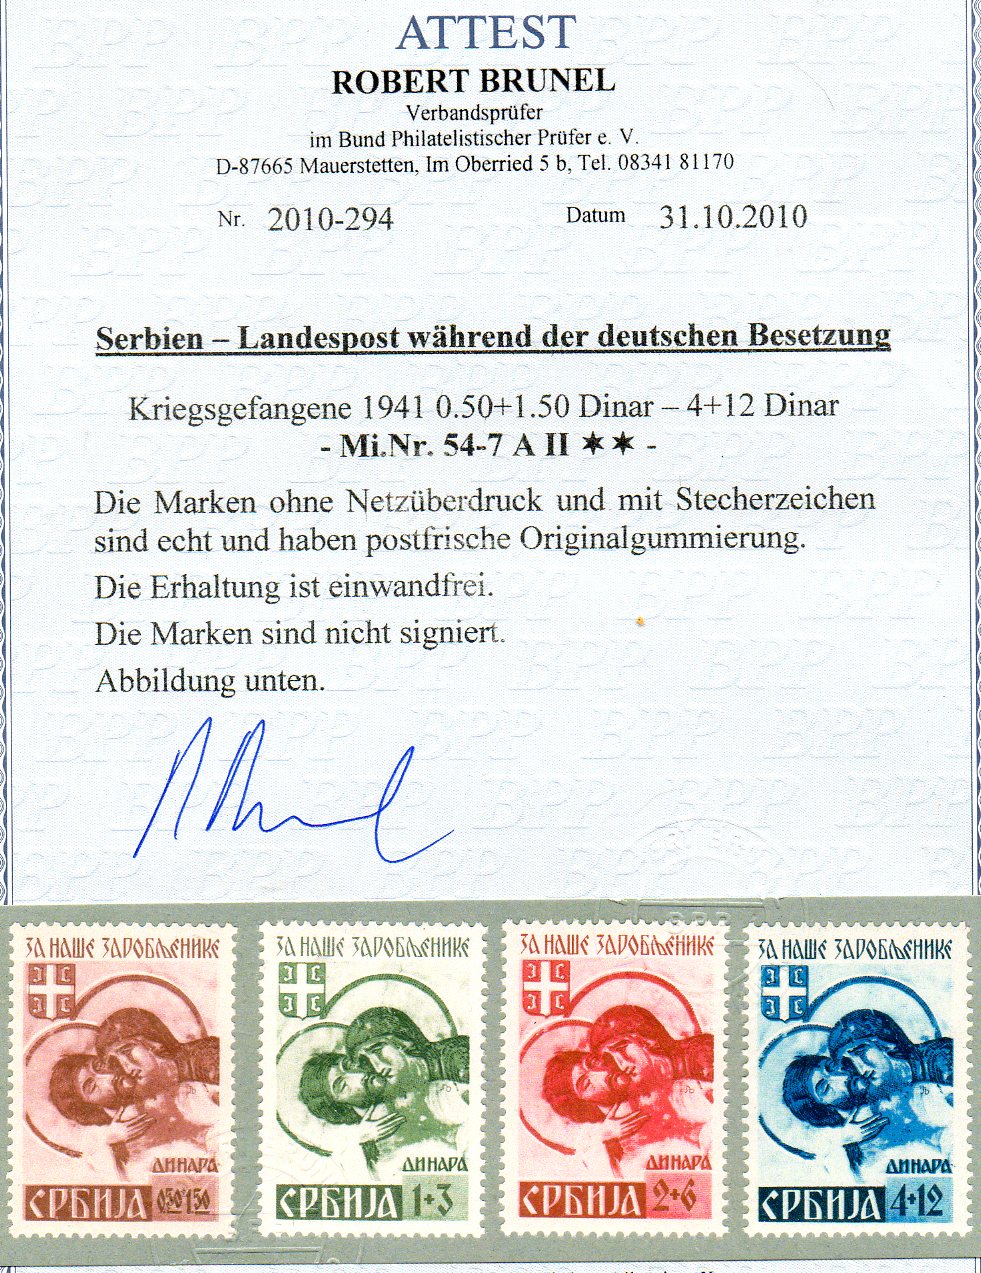 ATTEST
ROBERT BRUNEL
Verbandsprüfer
im Bund Philatelistischer Prüfer e. V.
D-87665 Mauerstetten, Im Oberried 5 b, Tel. 08341 81170
Nr. 2010-294 Datum 31.10.2010
Serbien – Landespost während der deutschen Besetzung
Kriegsgefangene 1941 0.50+1.50 Dinar – 4+12 Dinar
- Mi.Nr. 54-7 A II ✶✶ -
Die Marken ohne Netzüberdruck und mit Stecherzeichen
sind echt und haben postfrische Originalgummierung.
Die Erhaltung ist einwandfrei.
Die Marken sind nicht signiert.
Abbildung unten.
ЗА НАШЕ ЗАРОБЉЕНИКЕ
ДИНАРА
СРБИЈА 0.50+1.50
ЗА НАШЕ ЗАРОБЉЕНИКЕ
ДИНАРА
СРБИЈА 1+3
ЗА НАШЕ ЗАРОБЉЕНИКЕ
ДИНАРА
СРБИЈА 2+6
ЗА НАШЕ ЗАРОБЉЕНИКЕ
ДИНАРА
СРБИЈА 4+12